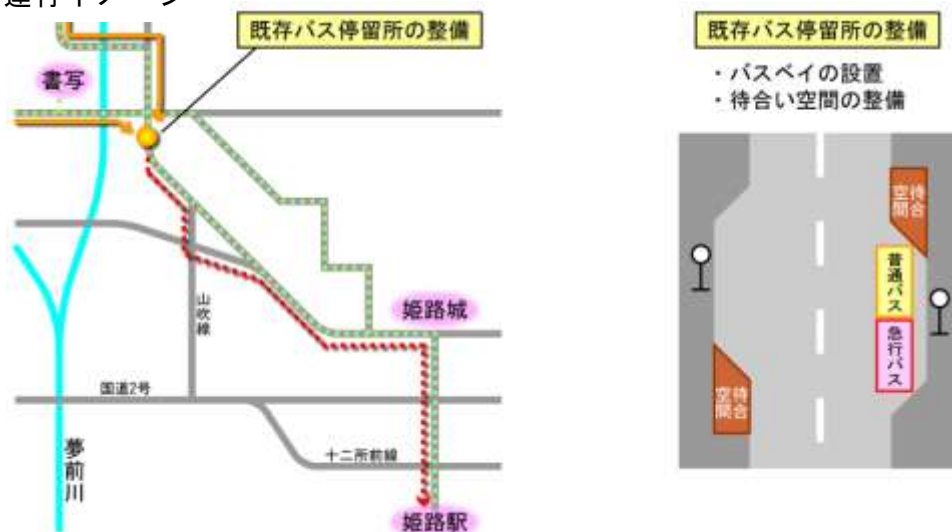 運行イメージ
既存バス停留所の整備
書写
山吹線
姫路城
国道2号
十二所前線
夢前川
姫路駅
既存バス停留所の整備
・バスベイの設置
・待合い空間の整備
待合空間
普通バス
急行バス
待合空間